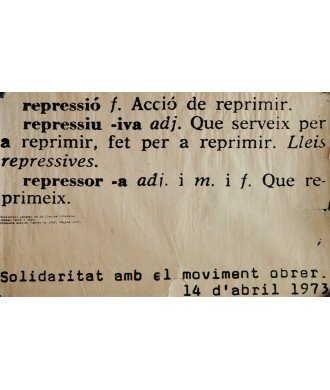 repressió f. Acció de reprimir.
repressiu -iva adj. Que serveix per
a reprimir, fet per a reprimir. Lleis
repressives.
repressor -a adj. i m. i f. Que re-
primeix.
Solidaritat amb el moviment obrer.
14 d'abril 1973